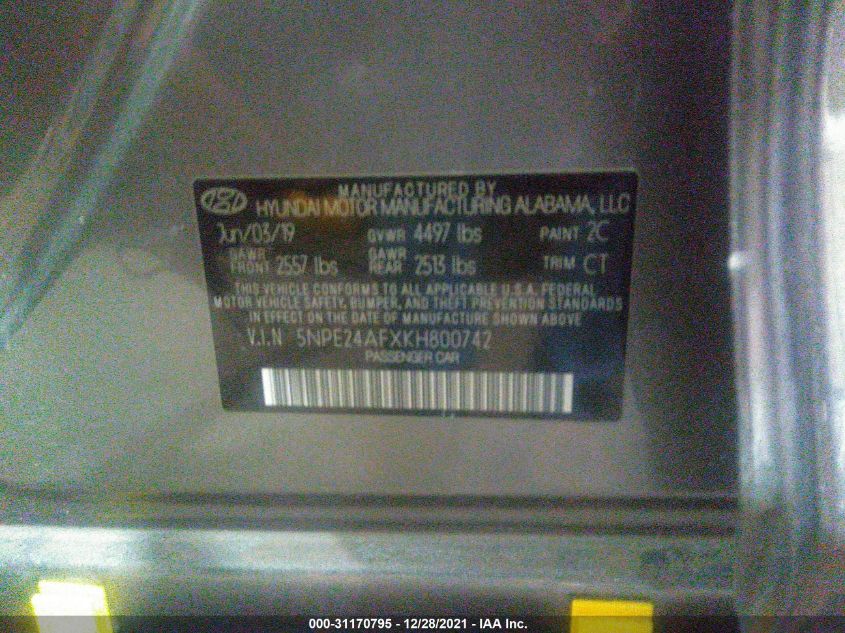 MANUFACTURED BY
HYUNDAI MOTOR MANUFACTURING ALABAMA, LLC
Jun/03/19 GVWR 4497 lbs PAINT 2C
GAWR FRONT 2557 lbs GAWR REAR 2513 lbs TRIM CT
THIS VEHICLE CONFORMS TO ALL APPLICABLE U.S.A. FEDERAL
MOTOR VEHICLE SAFETY, BUMPER, AND THEFT PREVENTION STANDARDS
IN EFFECT ON THE DATE OF MANUFACTURE SHOWN ABOVE
V.I.N 5NPE24AFXKH800742
PASSENGER CAR
000-31170795 - 12/28/2021 - IAA Inc.